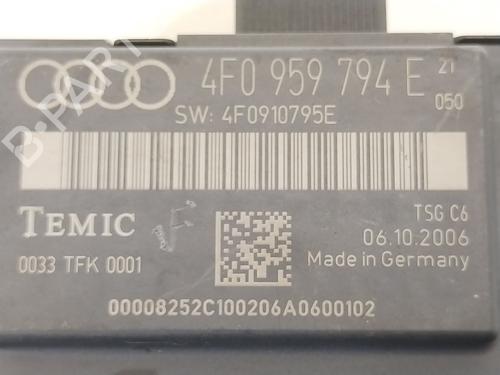 4F0 959 794 E 21
050
SW: 4F0910795E
TEMIC
F
TSG C6
06.10.2006
0033 TFK 0001
Made in Germany
00008252C100206A0600102
B-PARTS